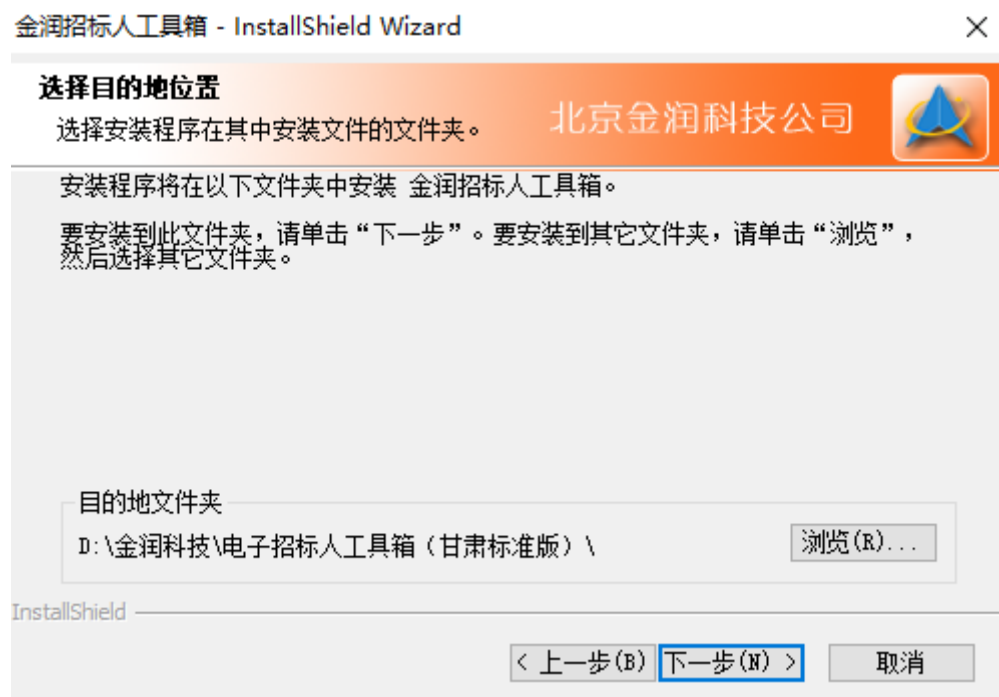 金润招标人工具箱 - InstallShield Wizard
选择目的地位置
选择安装程序在其中安装文件的文件夹。
北京金润科技公司
安装程序将在以下文件夹中安装 金润招标人工具箱。
要安装到此文件夹，请单击“下一步”。要安装到其它文件夹，请单击“浏览”，
然后选择其它文件夹。
目的地文件夹
D:\金润科技\电子招标人工具箱（甘肃标准版）\
浏览(R)...
InstallShield
< 上一步(B)
下一步(N) >
取消